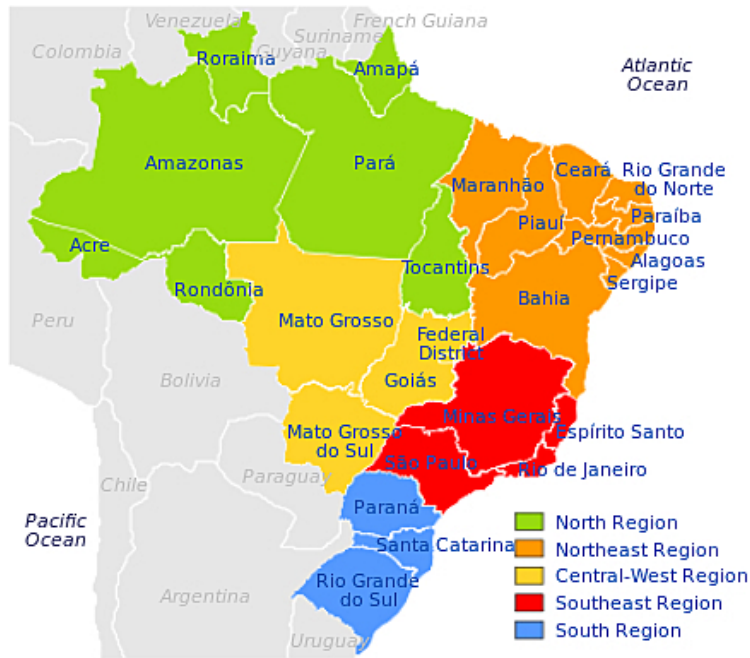 Venezuela
French Guiana
Suriname
Colombia
Guyana
Roraima
Amapá
Atlantic
Ocean
Amazonas
Pará
Ceará
Rio Grande
do Norte
Maranhão
Piauí
Paraíba
Pernambuco
Acre
Alagoas
Tocantins
Sergipe
Rondônia
Bahia
Peru
Mato Grosso
Federal
District
Bolivia
Goiás
Minas Gerais
Mato Grosso
do Sul
Espírito Santo
São Paulo
Rio de Janeiro
Paraguay
Chile
Paraná
Pacific
Ocean
North Region
Santa Catarina
Northeast Region
Central-West Region
Rio Grande
do Sul
Argentina
Southeast Region
South Region
Uruguay